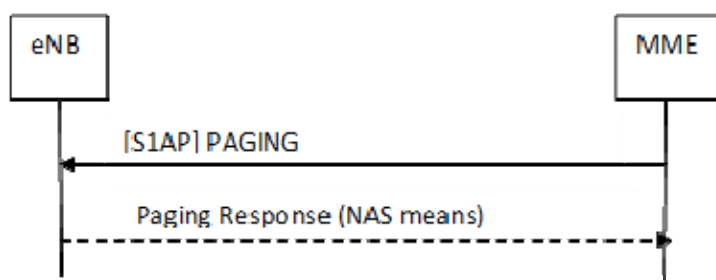 eNB
MME
[S1AP] PAGING
Paging Response (NAS means)